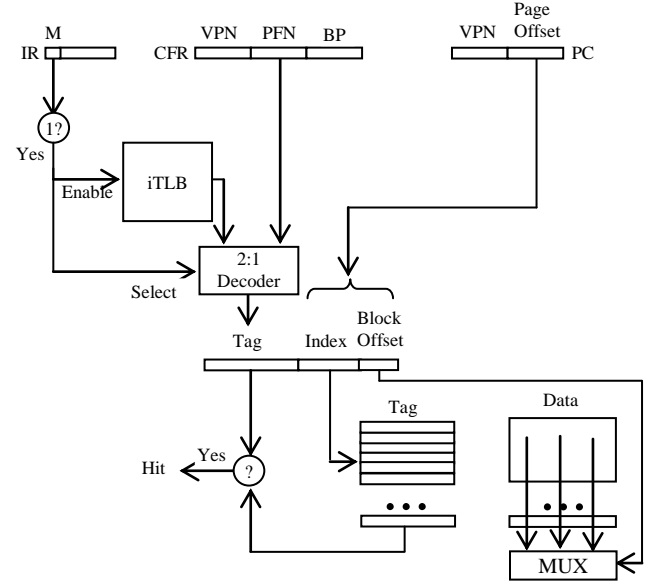 M
IR
VPN PFN BP
CFR
VPN
Page
Offset
PC
1?
Yes
Enable
iTLB
2:1
Decoder
Select
Tag
Index
Block
Offset
Tag
Data
Yes
Hit
?
• • •
• • •
MUX